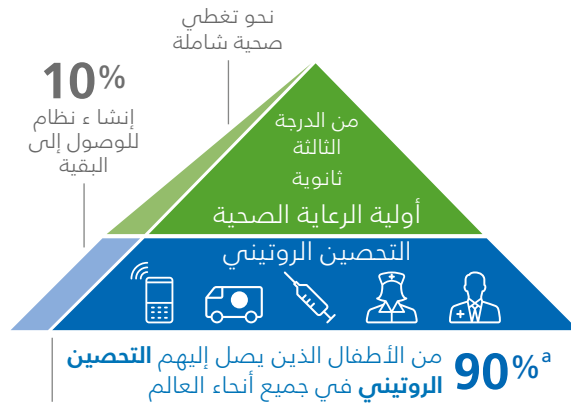 نحو تغطي
صحية شاملة
10%
إنشا ء نظام
للوصول إلى
البقية
من الدرجة
الثالثة
ثانوية
أولية الرعاية الصحية
التحصين الروتيني
90%a من الأطفال الذين يصل إليهم التحصين
الروتيني في جميع أنحاء العالم